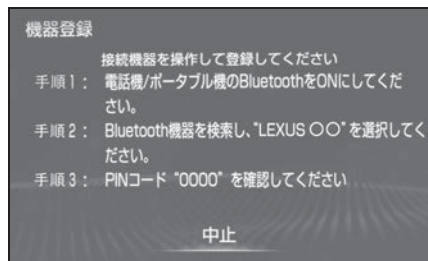 機器登録
接続機器を操作して登録してください
手順1： 電話機/ポータブル機のBluetoothをONにしてくだ
さい。
手順2： Bluetooth機器を検索し、"LEXUS ○○"を選択してく
ださい。
手順3： PINコード "0000" を確認してください
中止